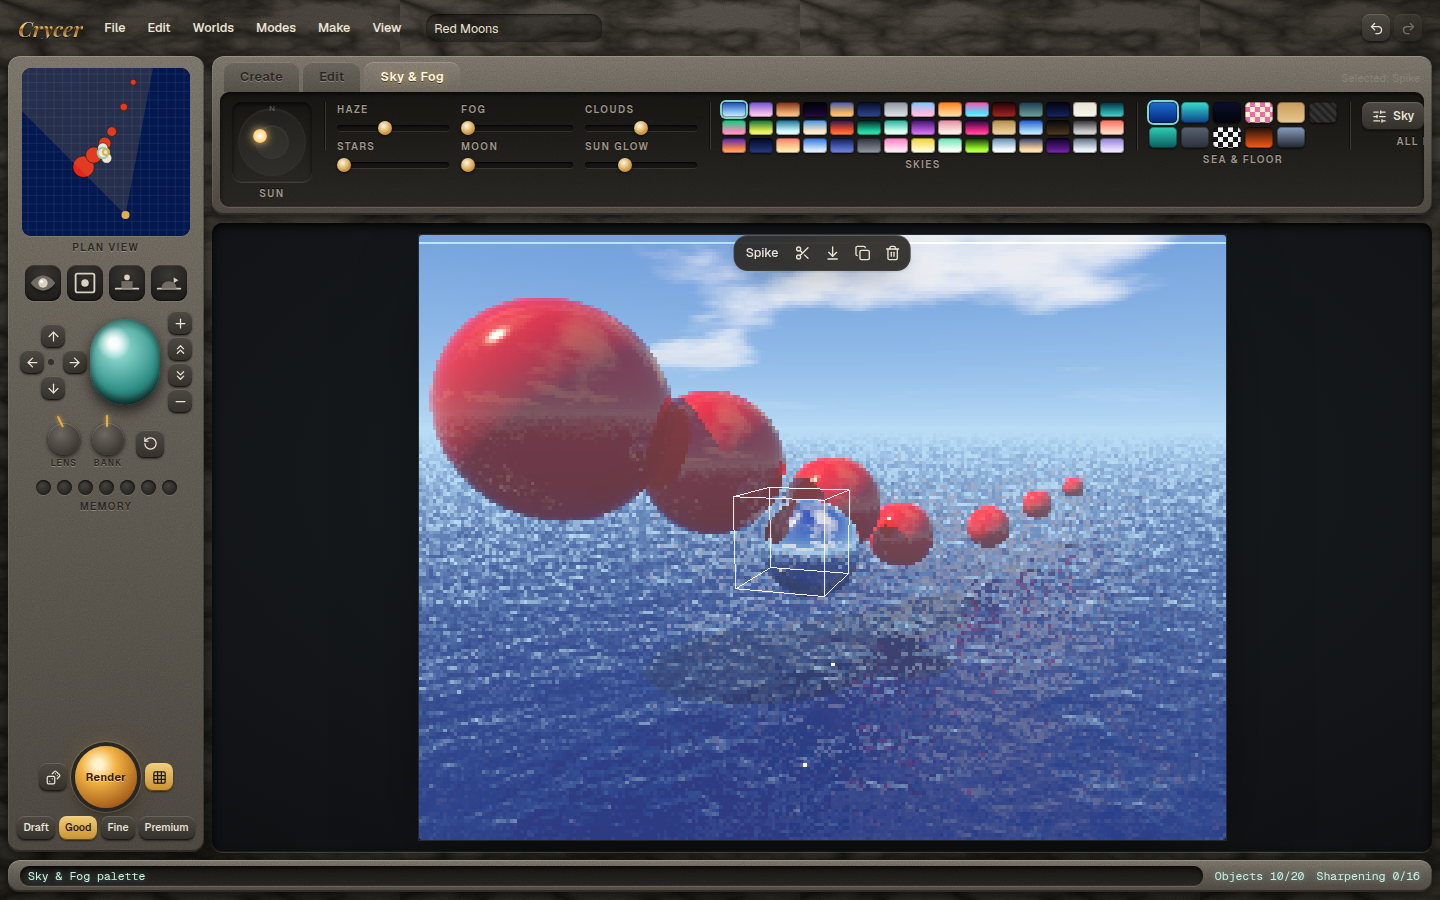 Crycer
File Edit Worlds Modes Make View
Red Moons
Create Edit Sky & Fog
Selected: Spike
N
SUN
HAZE FOG CLOUDS
STARS MOON SUN GLOW
SKIES
SEA & FLOOR
Sky
ALL
PLAN VIEW
Spike
LENS BANK
MEMORY
Render
Draft Good Fine Premium
Sky & Fog palette
Objects 10/20 Sharpening 0/16